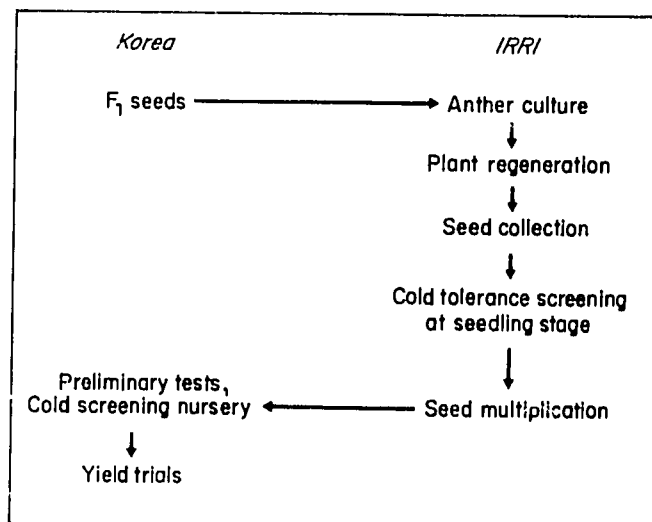 Korea
IRRI
F1 seeds
Anther culture
Plant regeneration
Seed collection
Cold tolerance screening
at seedling stage
Preliminary tests,
Cold screening nursery
Seed multiplication
Yield trials